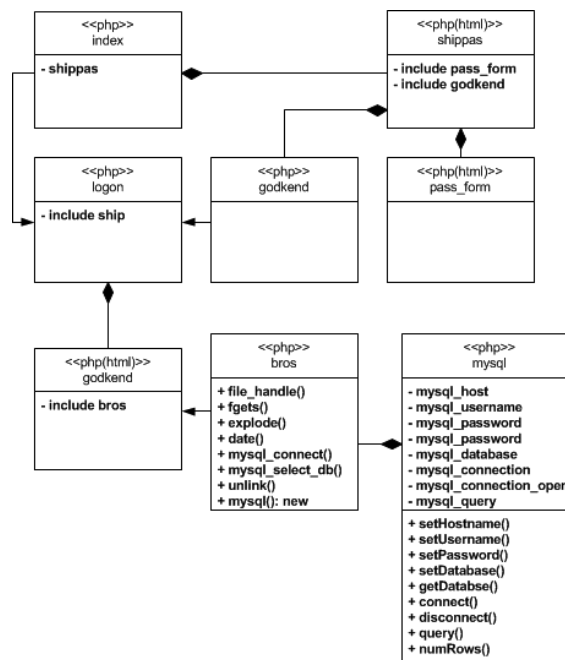 <<php>>
index
- shippas
<<php(html)>>
shippas
- include pass_form
- include godkend
<<php>>
logon
- include ship
<<php>>
godkend
<<php(html)>>
pass_form
<<php(html)>>
godkend
- include bros
<<php>>
bros
+ file_handle()
+ fgets()
+ explode()
+ date()
+ mysql_connect()
+ mysql_select_db()
+ unlink()
+ mysql(): new
<<php>>
mysql
- mysql_host
- mysql_username
- mysql_password
- mysql_password
- mysql_database
- mysql_connection
- mysql_connection_oper
- mysql_query
+ setHostname()
+ setUsername()
+ setPassword()
+ setDatabase()
+ getDatabse()
+ connect()
+ disconnect()
+ query()
+ numRows()